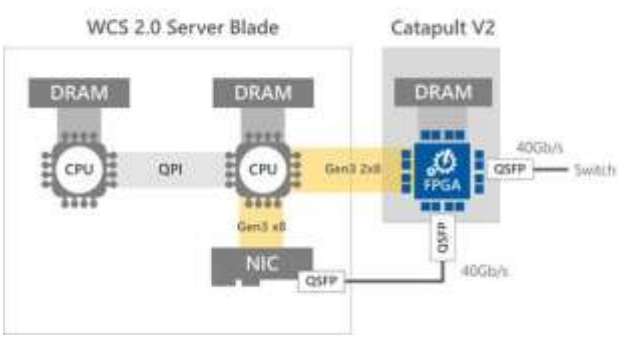 WCS 2.0 Server Blade
Catapult V2
DRAM
DRAM
DRAM
CPU
QPI
CPU
Gen3 2x8
FPGA
QSFP
40Gb/s
Switch
Gen3 x8
QSFP
NIC
QSFP
40Gb/s